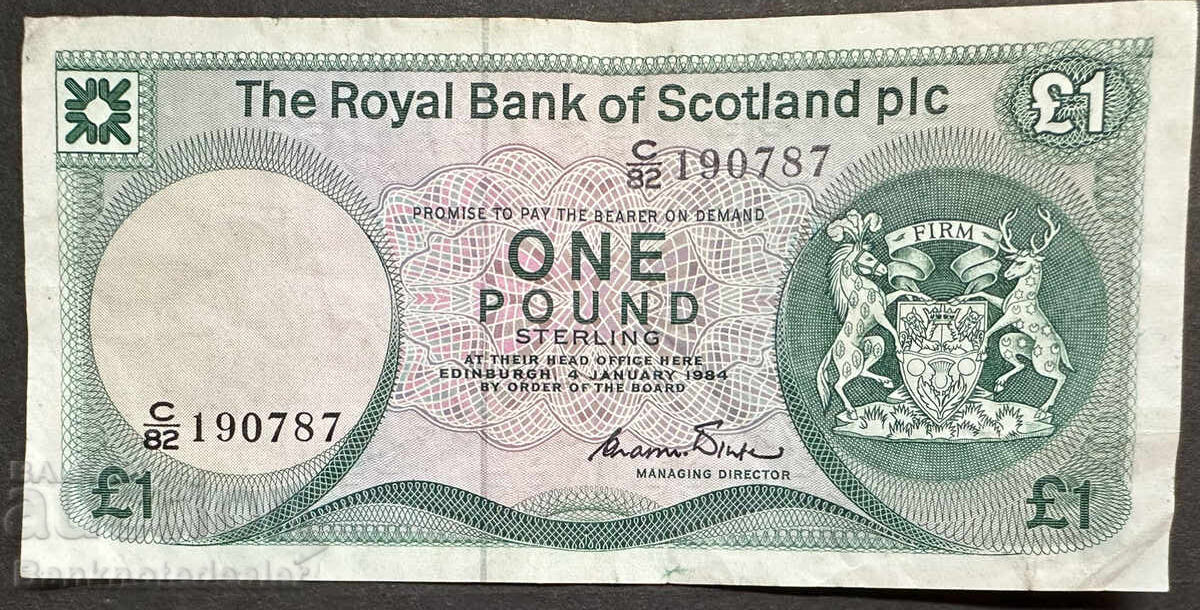 The Royal Bank of Scotland plc
£1
C/82 190787
PROMISE TO PAY THE BEARER ON DEMAND
FIRM
ONE
POUND
STERLING
AT THEIR HEAD OFFICE HERE
EDINBURGH, 4 JANUARY 1984
BY ORDER OF THE BOARD
C/82 190787
MANAGING DIRECTOR
£1
£1
Banknotedealer